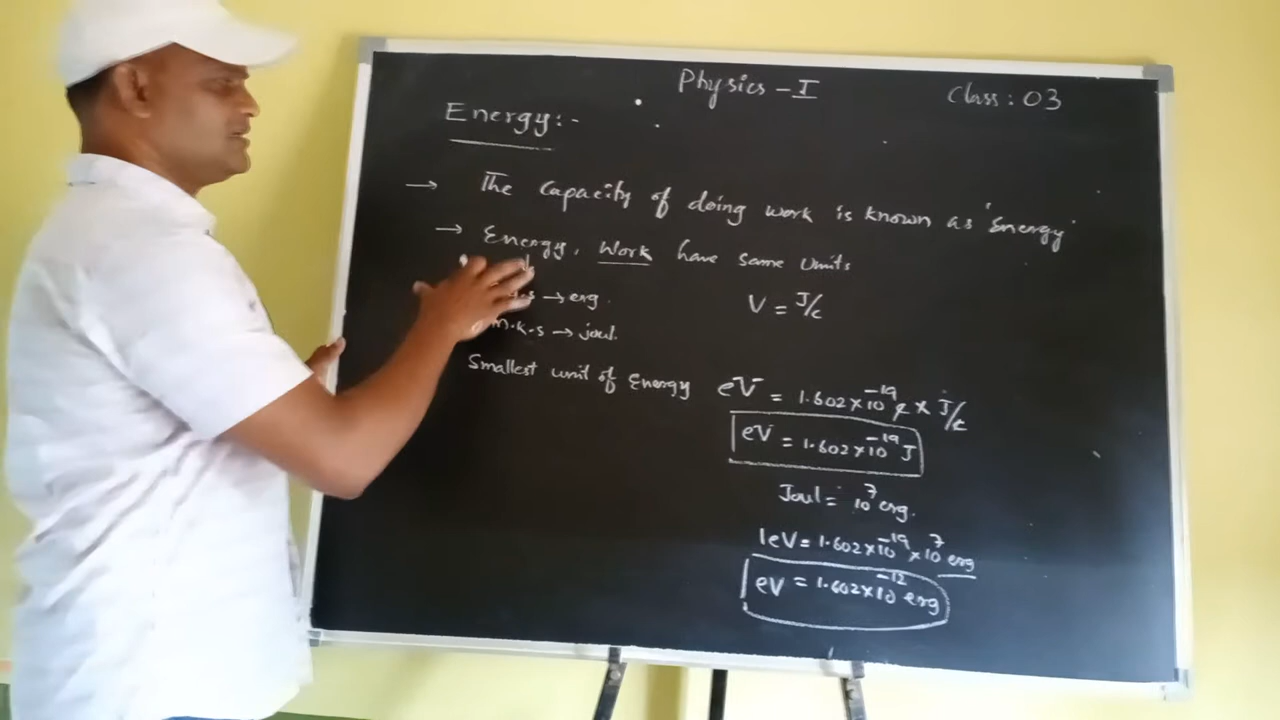 Physics - I
Class: 03
Energy:-
→ The Capacity of doing work is known as 'Energy'
→ Energy, Work have same units
→ erg.
m.k.s → joul.
V = J/c
Smallest unit of Energy eV = 1.602×10⁻¹⁹ c × J/c
eV = 1.602×10⁻¹⁹ J
Joul = 10⁷ erg.
1eV = 1.602×10⁻¹⁹ × 10⁷ erg
eV = 1.602×10⁻¹² erg